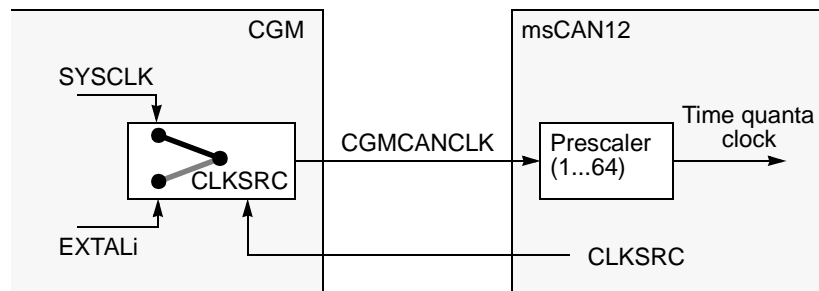 CGM
msCAN12
SYSCLK
CLKSRC
EXTALi
CGMCANCLK
Prescaler
(1...64)
Time quanta
clock
CLKSRC